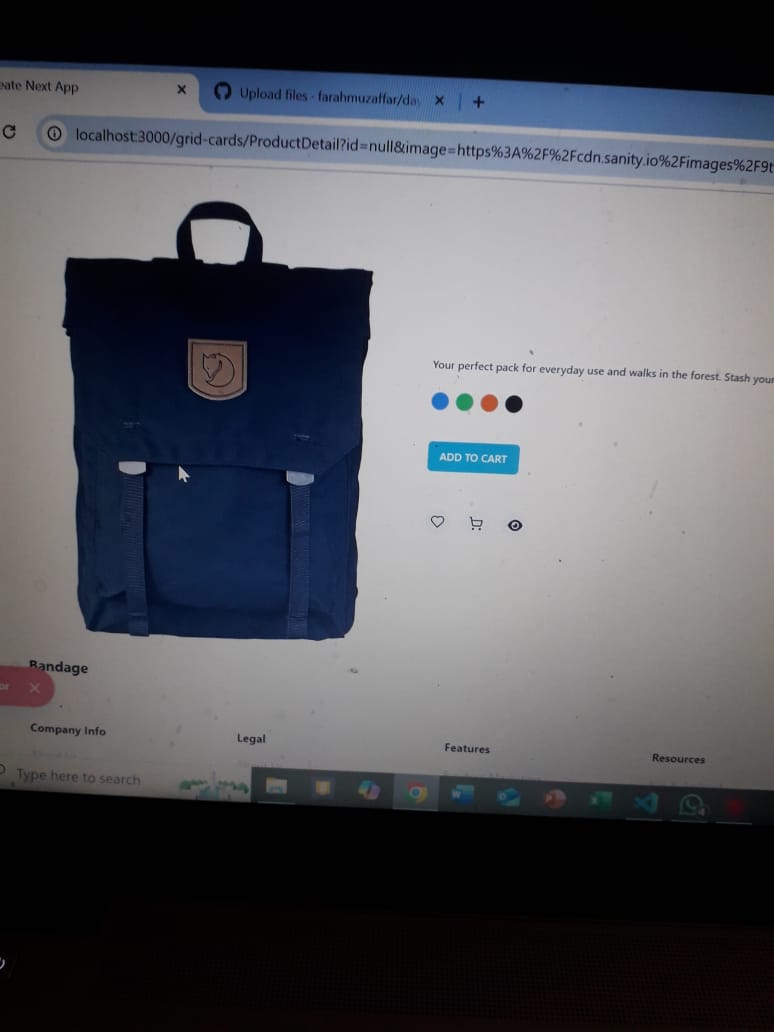 eate Next App
Upload files · farahmuzaffar/da
localhost:3000/grid-cards/ProductDetail?id=null&image=https%3A%2F%2Fcdn.sanity.io%2Fimages%2F9t
Your perfect pack for everyday use and walks in the forest. Stash your
ADD TO CART
Bandage
or
Company Info
Legal
Features
Resources
Type here to search